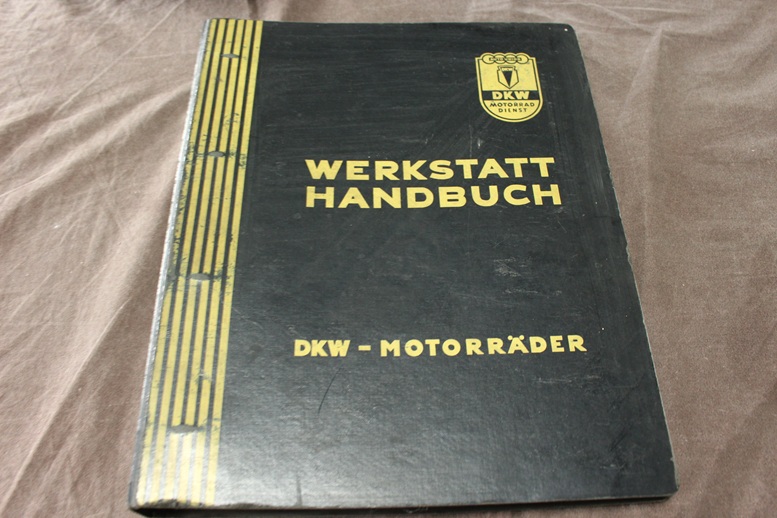 DKW
MOTORRAD
DIENST
WERKSTATT
HANDBUCH
DKW - MOTORRÄDER